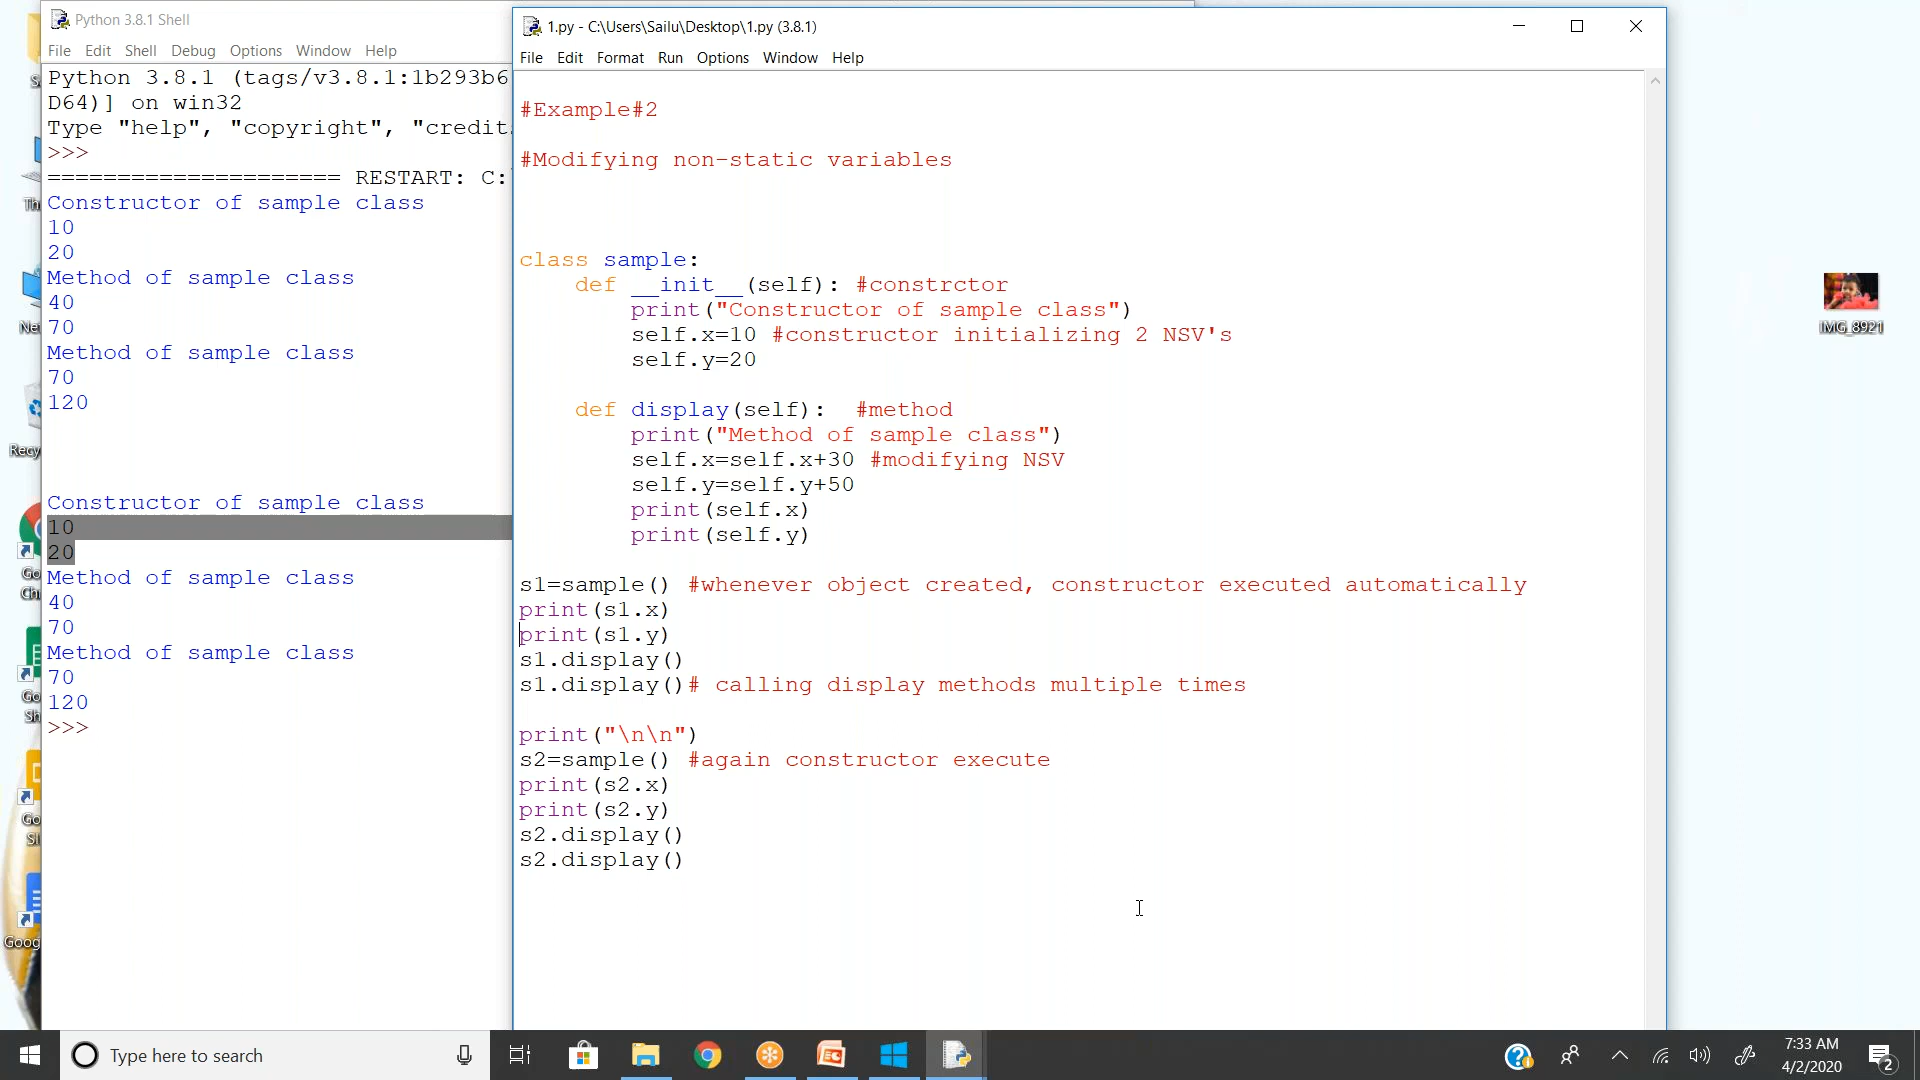 Python 3.8.1 Shell
File Edit Shell Debug Options Window Help
Python 3.8.1 (tags/v3.8.1:1b293b6
D64)] on win32
Type "help", "copyright", "credit
>>>
===================== RESTART: C:
Constructor of sample class
10
20
Method of sample class
40
70
Method of sample class
70
120
Constructor of sample class
10
20
Method of sample class
40
70
Method of sample class
70
120
>>>
1.py - C:\Users\Sailu\Desktop\1.py (3.8.1)
File Edit Format Run Options Window Help
#Example#2
#Modifying non-static variables
class sample:
def __init__(self): #constrctor
print("Constructor of sample class")
self.x=10 #constructor initializing 2 NSV's
self.y=20
def display(self): #method
print("Method of sample class")
self.x=self.x+30 #modifying NSV
self.y=self.y+50
print(self.x)
print(self.y)
s1=sample() #whenever object created, constructor executed automatically
print(s1.x)
print(s1.y)
s1.display()
s1.display()# calling display methods multiple times
print("\n\n")
s2=sample() #again constructor execute
print(s2.x)
print(s2.y)
s2.display()
s2.display()
IMG_8921
Recy
Go
Ch
Go
Sh
Go
Sl
Goog
Type here to search
7:33 AM
4/2/2020
2